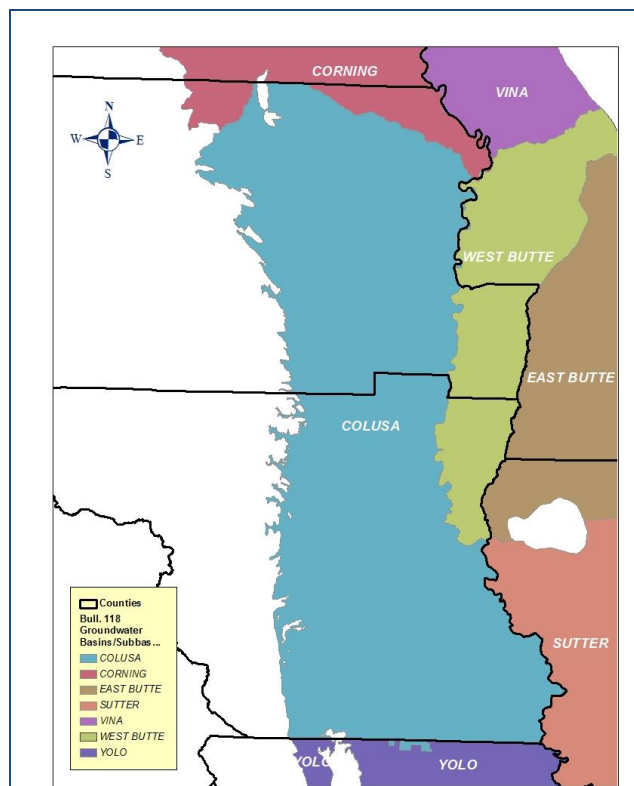 CORNING
VINA
N
W E
S
WEST BUTTE
EAST BUTTE
COLUSA
SUTTER
Counties
Bull. 118
Groundwater
Basins/Subbas...
COLUSA
CORNING
EAST BUTTE
SUTTER
VINA
WEST BUTTE
YOLO
YOLO
YOLO